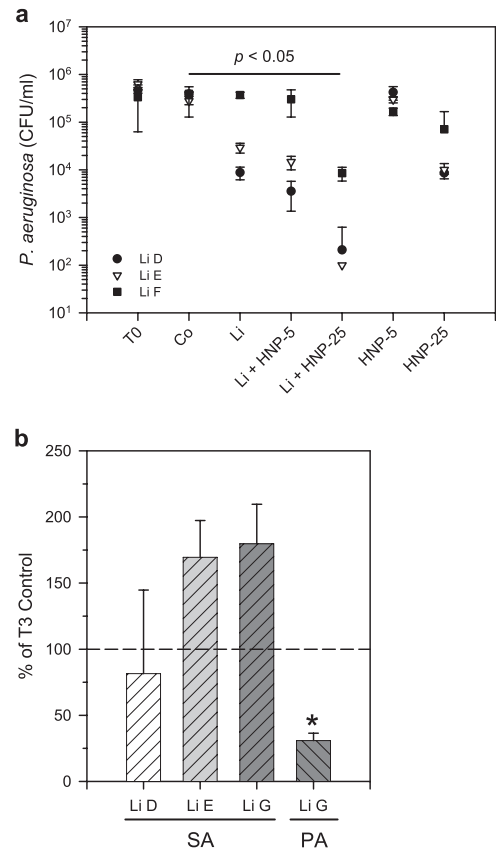 a
P. aeruginosa (CFU/ml)
10⁷
10⁶
10⁵
10⁴
10³
10²
10¹
p < 0.05
Li D
Li E
Li F
T0
Co
Li
Li + HNP-5
Li + HNP-25
HNP-5
HNP-25
b
% of T3 Control
250
200
150
100
50
0
*
Li D Li E Li G Li G
SA PA